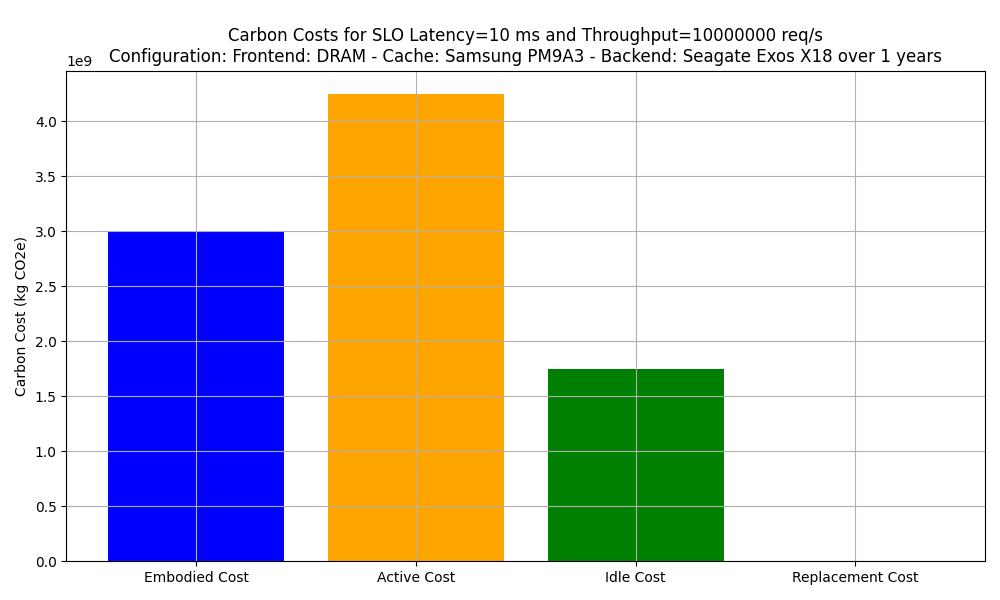 Carbon Costs for SLO Latency=10 ms and Throughput=10000000 req/s
Configuration: Frontend: DRAM - Cache: Samsung PM9A3 - Backend: Seagate Exos X18 over 1 years
1e9
4.0
3.5
3.0
2.5
2.0
1.5
1.0
0.5
0.0
Carbon Cost (kg CO2e)
Embodied Cost
Active Cost
Idle Cost
Replacement Cost